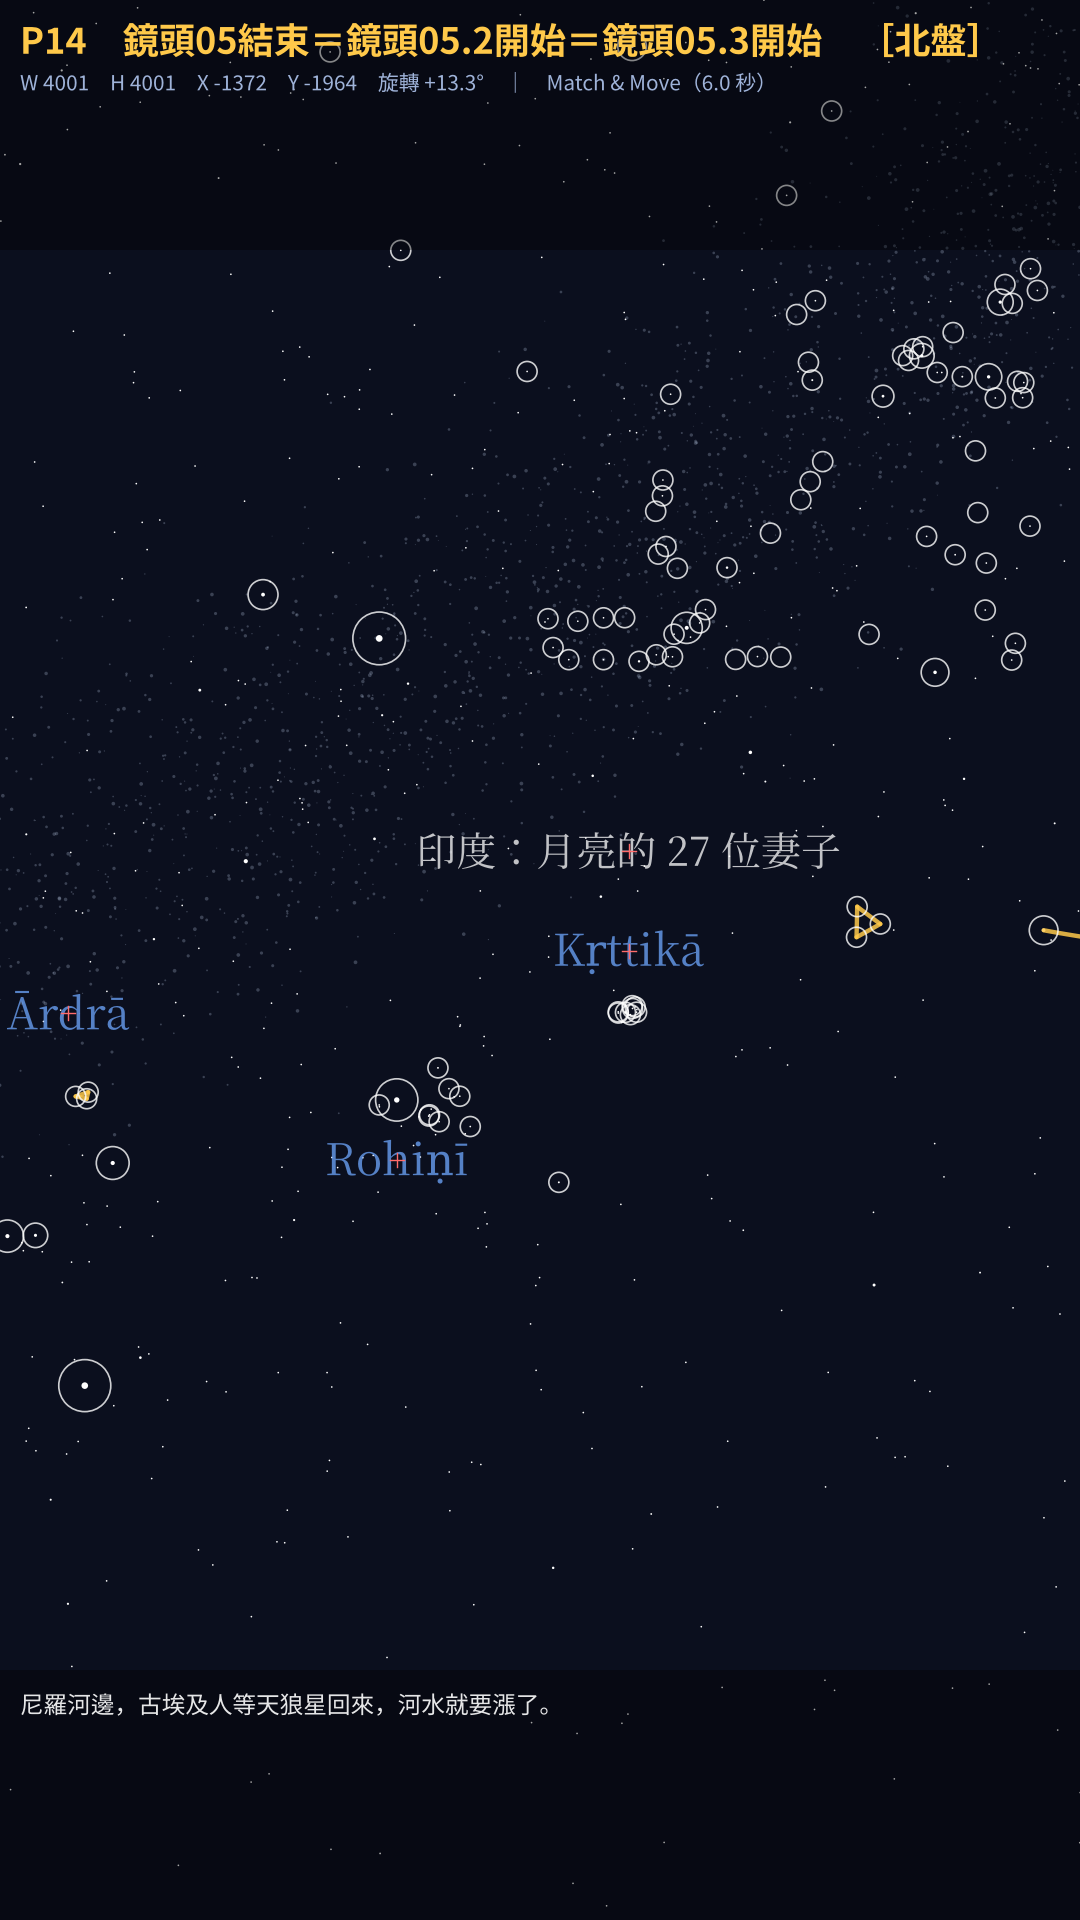 P14 鏡頭05結束＝鏡頭05.2開始＝鏡頭05.3開始 ［北盤］
W 4001 H 4001 X -1372 Y -1964 旋轉 +13.3° ｜ Match & Move（6.0 秒）
印度：月亮的 27 位妻子
Kṛttikā
Ārdrā
Rohiṇī
尼羅河邊，古埃及人等天狼星回來，河水就要漲了。